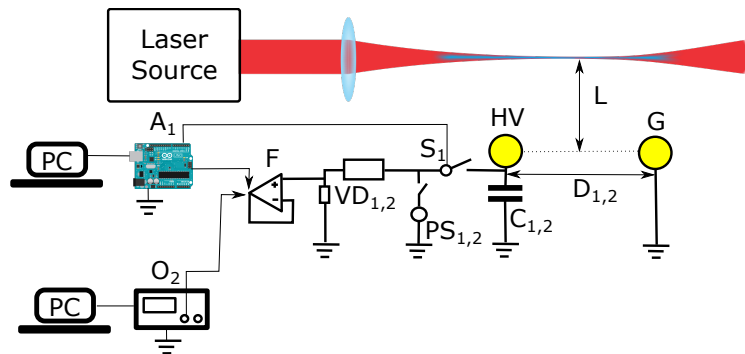 Laser
Source
L
HV
G
A1
S1
PC
F
VD1,2
D1,2
C1,2
PS1,2
O2
PC
+
-